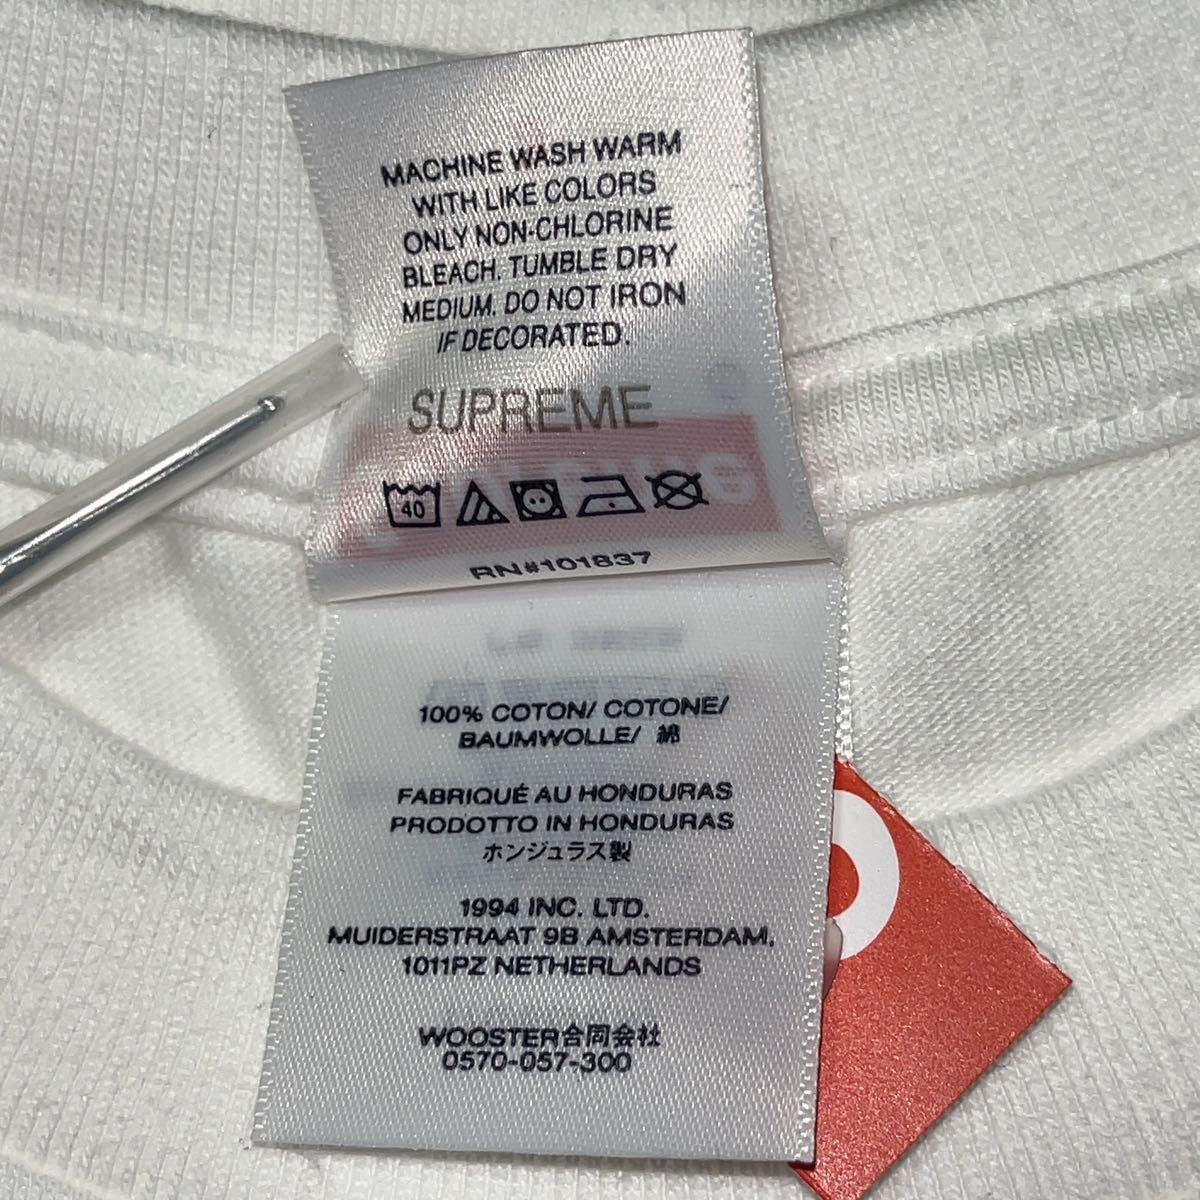 MACHINE WASH WARM
WITH LIKE COLORS
ONLY NON-CHLORINE
BLEACH. TUMBLE DRY
MEDIUM. DO NOT IRON
IF DECORATED.
SUPREME
40
RN#101837
100% COTON/ COTONE/
BAUMWOLLE/ 綿
FABRIQUÉ AU HONDURAS
PRODOTTO IN HONDURAS
ホンジュラス製
1994 INC. LTD.
MUIDERSTRAAT 9B AMSTERDAM,
1011PZ NETHERLANDS
WOOSTER合同会社
0570-057-300